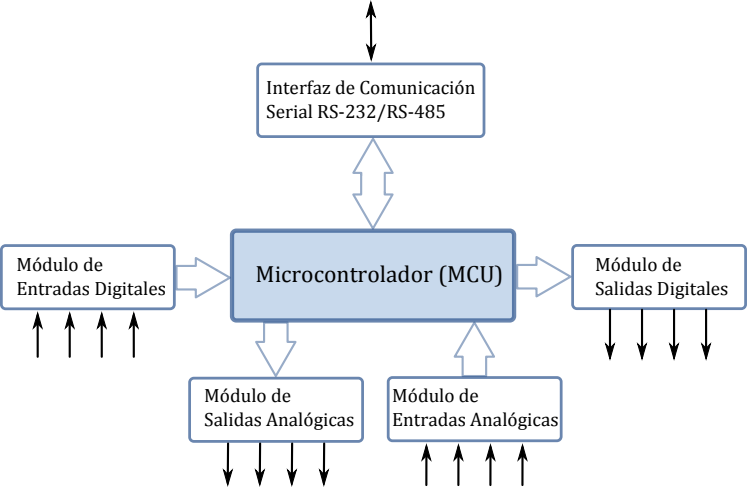 Interfaz de Comunicación
Serial RS-232/RS-485
Módulo de
Entradas Digitales
Microcontrolador (MCU)
Módulo de
Salidas Digitales
Módulo de
Salidas Analógicas
Módulo de
Entradas Analógicas